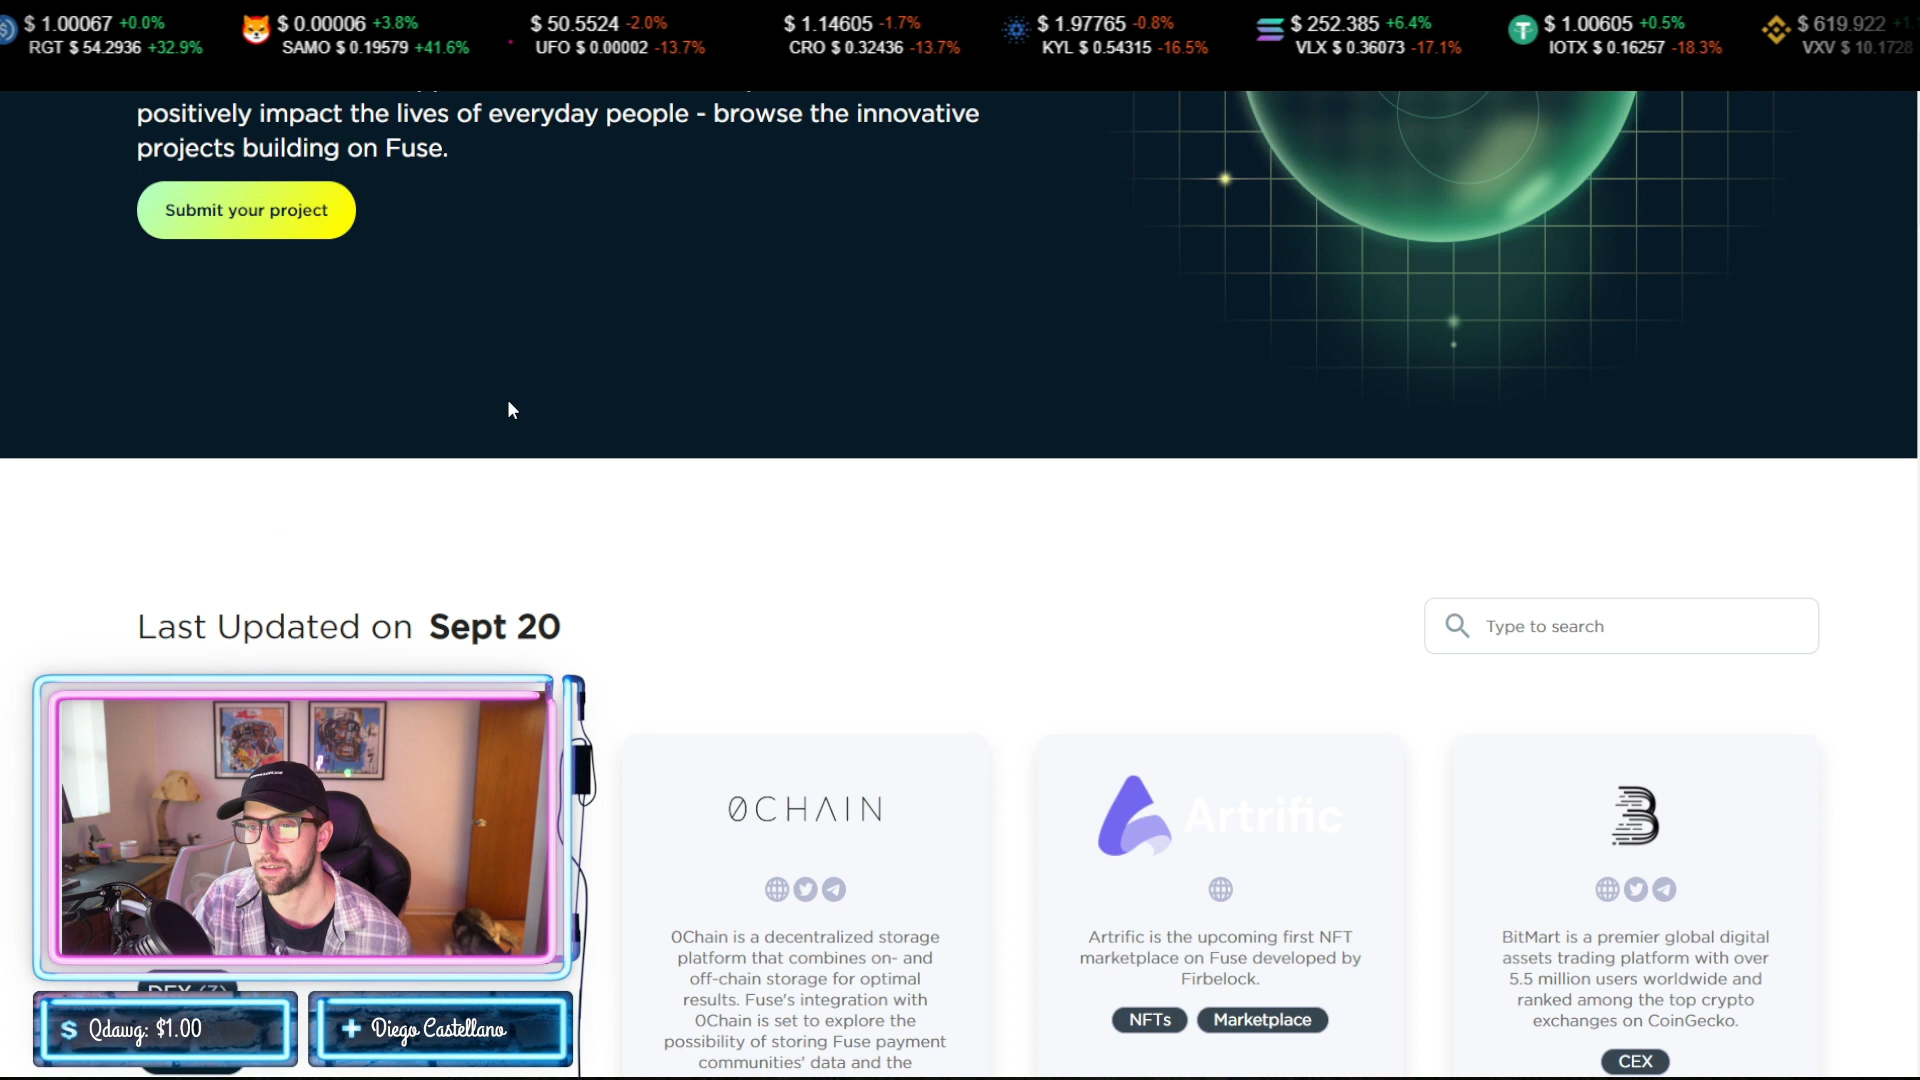 $ 1.00067 +0.0%
RGT $ 54.2936 +32.9%
$ 0.00006 +3.8%
SAMO $ 0.19579 +41.6%
$ 50.5524 -2.0%
UFO $ 0.00002 -13.7%
$ 1.14605 -1.7%
CRO $ 0.32436 -13.7%
$ 1.97765 -0.8%
KYL $ 0.54315 -16.5%
$ 252.385 +6.4%
VLX $ 0.36073 -17.1%
$ 1.00605 +0.5%
IOTX $ 0.16257 -18.3%
$ 619.922
VXV $ 10.1728
positively impact the lives of everyday people - browse the innovative
projects building on Fuse.
Submit your project
Last Updated on Sept 20
Type to search
0CHAIN
0Chain is a decentralized storage
platform that combines on- and
off-chain storage for optimal
results. Fuse's integration with
0Chain is set to explore the
possibility of storing Fuse payment
communities' data and the
Artrific
Artrific is the upcoming first NFT
marketplace on Fuse developed by
Firbelock.
NFTs
Marketplace
B
BitMart is a premier global digital
assets trading platform with over
5.5 million users worldwide and
ranked among the top crypto
exchanges on CoinGecko.
CEX
$ Qdawg: $1.00
+ Diego Castellano